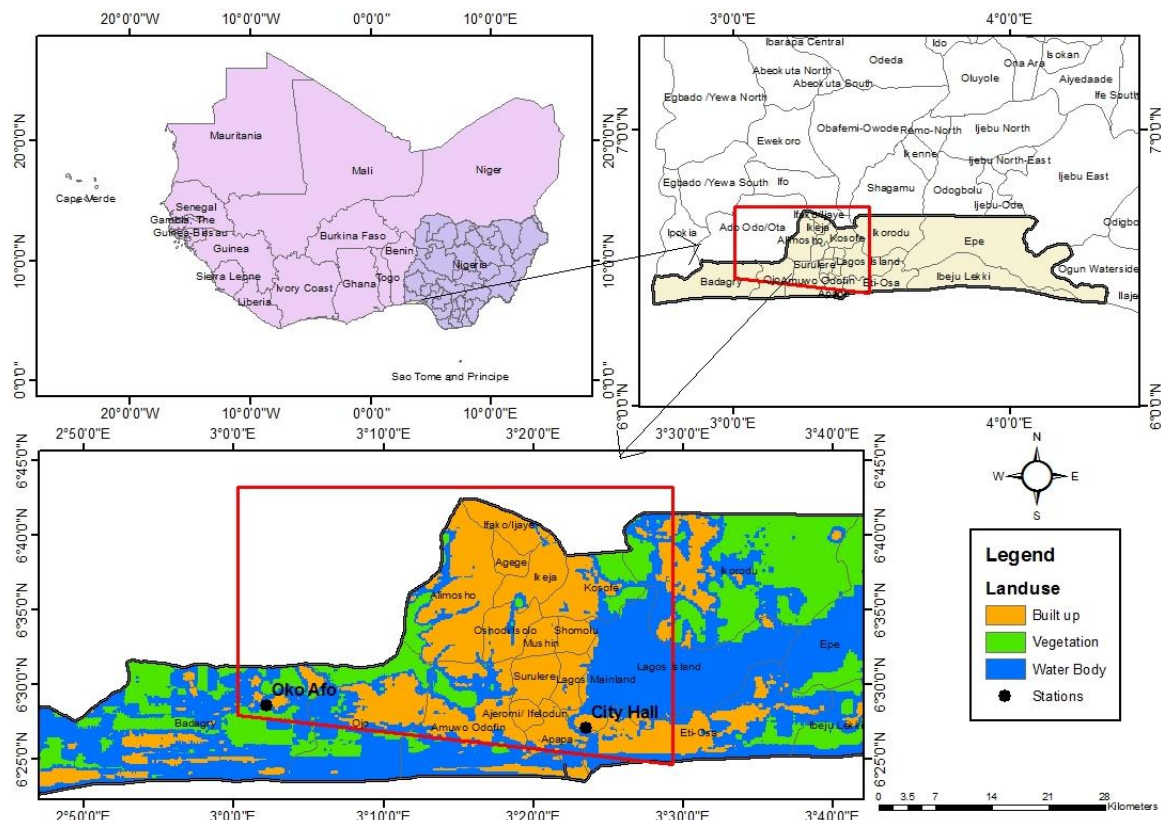 20°0'0"W 10°0'0"W 0°0'0" 10°0'0"E
20°0'0"N
10°0'0"N
0°0'0"
20°0'0"N
10°0'0"N
0°0'0"
Mauritania
Mali
Niger
Cape Verde
Senegal
Gambia, The
Guinea-Bissau
Burkina Faso
Guinea
Benin
Nigeria
Sierra Leone
Ivory Coast
Ghana
Togo
Liberia
Sao Tome and Principe
20°0'0"W 10°0'0"W 0°0'0" 10°0'0"E
3°0'0"E 4°0'0"E
7°0'0"N
6°0'0"N
7°0'0"N
6°0'0"N
Ibarapa Central
Ido
Isokan
Odeda
Ona Ara
Abeokuta North
Oluyole
Aiyedaade
Abeokuta South
Ife South
Egbado /Yewa North
Obafemi-Owode
Remo-North
Ijebu North
Ewekoro
Ikenne
Ijebu North-East
Ijebu East
Egbado /Yewa South
Ifo
Shagamu
Odogbolu
Ijebu-Ode
Ifako/Ijaye
Odigbo
Ado Odo/Ota
Ikeja
Ipokia
Alimosho
Kosofe
Ikorodu
Epe
Surulere
Lagos Island
Ogun Waterside
Badagry
Ojo
Amuwo Odofin
Eti-Osa
Ibeju Lekki
Apapa
Ilaje
3°0'0"E 4°0'0"E
2°50'0"E 3°0'0"E 3°10'0"E 3°20'0"E 3°30'0"E 3°40'0"E
6°45'0"N
6°40'0"N
6°35'0"N
6°30'0"N
6°25'0"N
6°45'0"N
6°40'0"N
6°35'0"N
6°30'0"N
6°25'0"N
Ifako/Ijaye
Agege
Ikeja
Ikorodu
Alimosho
Kosofe
Oshodi/Isolo
Shomolu
Mushin
Epe
Lagos Island
Surulere
Lagos Mainland
Oko Afo
Ajeromi/ Ifelodun
City Hall
Badagry
Ojo
Amuwo Odofin
Apapa
Eti-Osa
Ibeju Lekki
2°50'0"E 3°0'0"E 3°10'0"E 3°20'0"E 3°30'0"E 3°40'0"E
N
W E
S
Legend
Landuse
Built up
Vegetation
Water Body
Stations
0 3.5 7 14 21 28
Kilometers